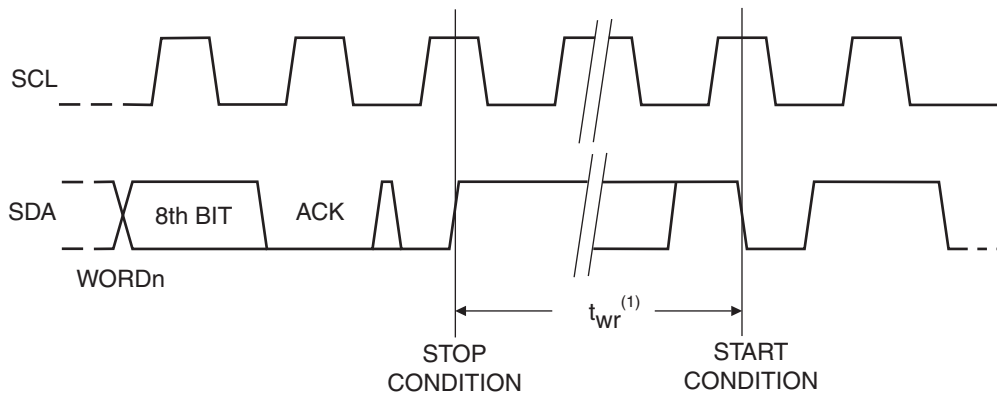 SCL
SDA
8th BIT
ACK
WORDn
twr(1)
STOP
CONDITION
START
CONDITION